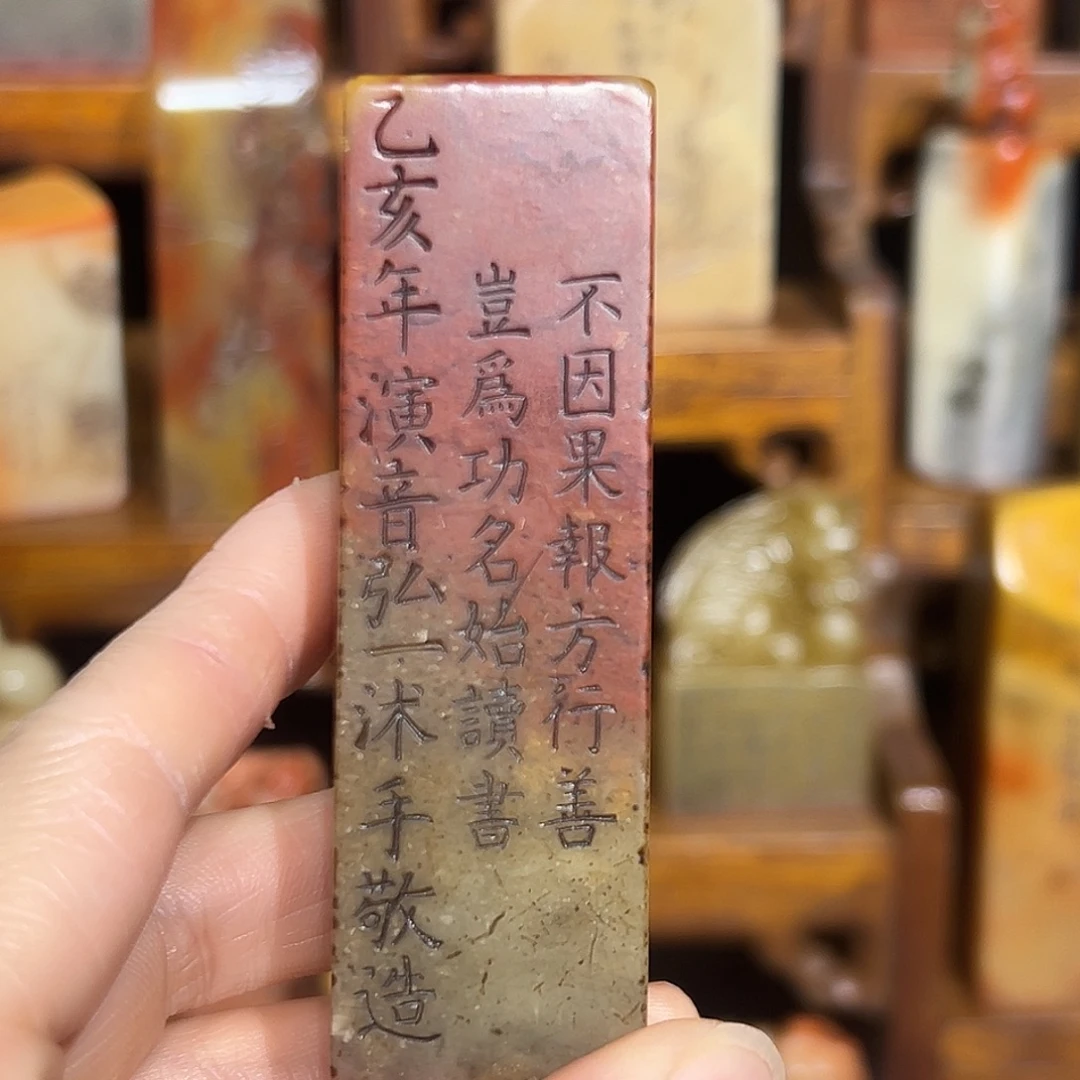 不因果報方行善
豈爲功名始讀書
乙亥年演音弘一沐手敬造